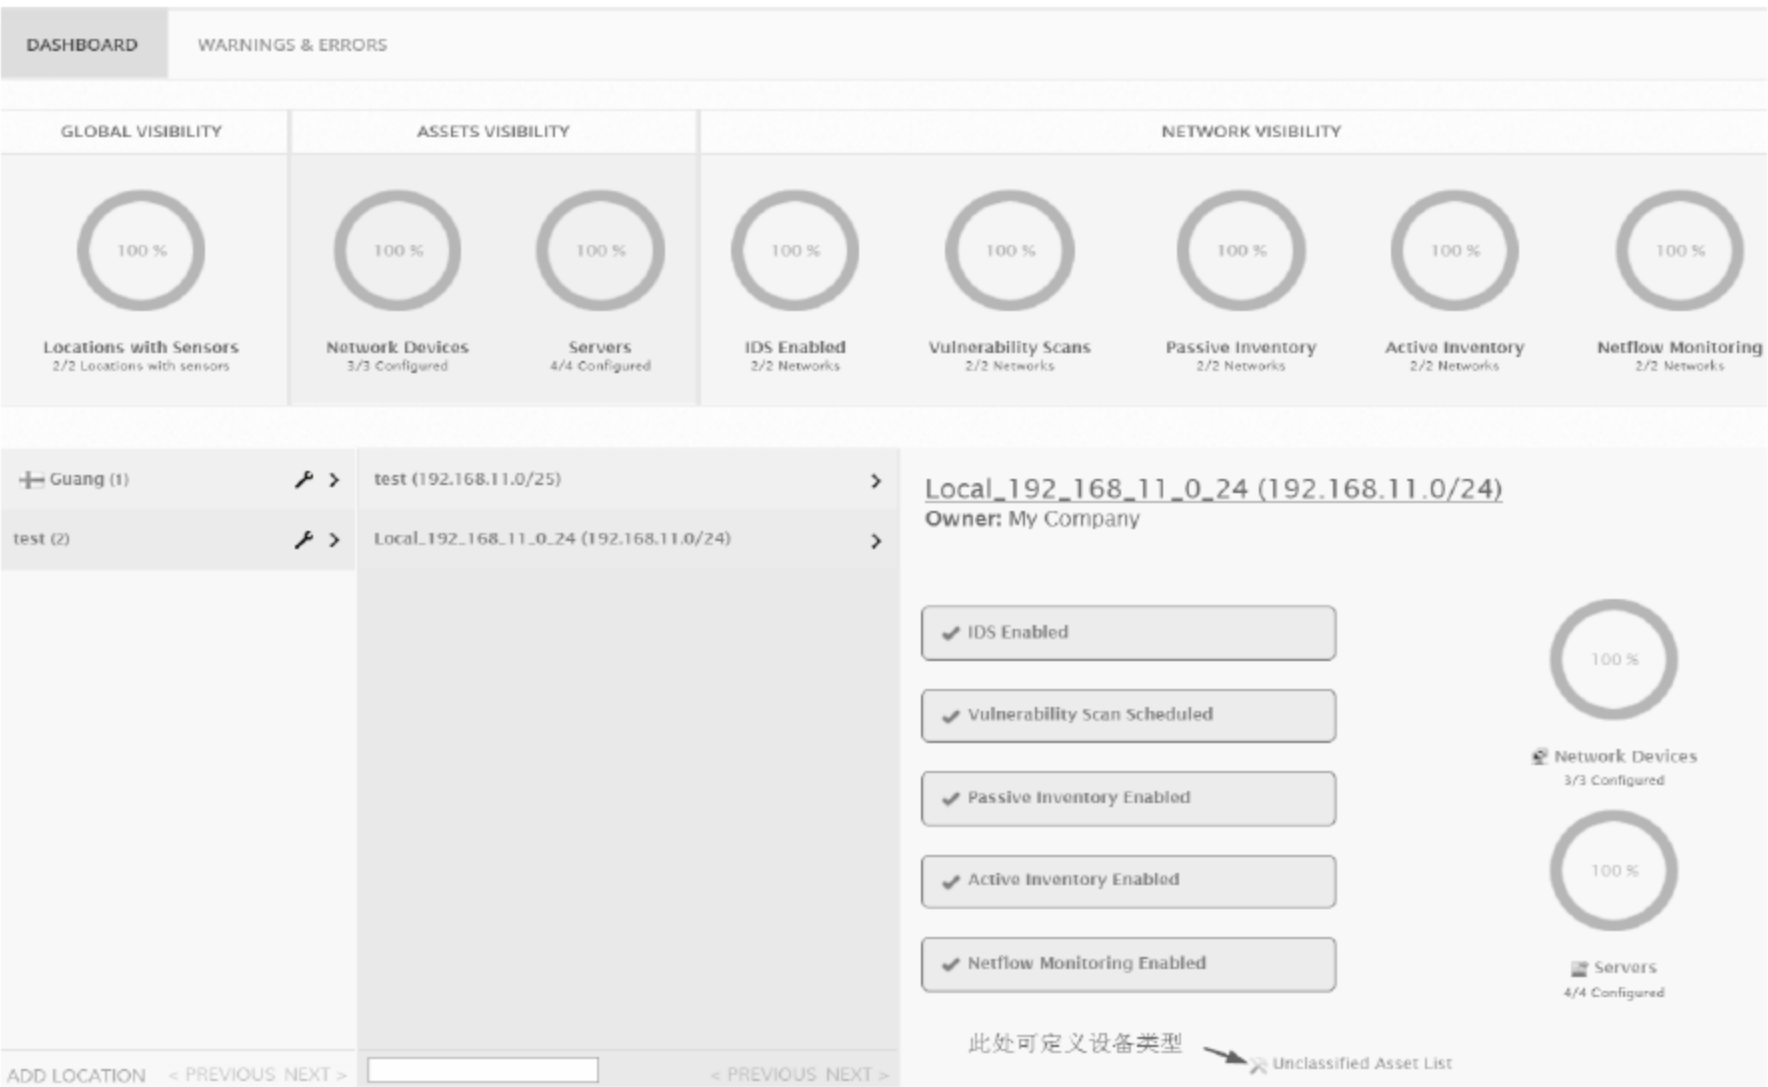 DASHBOARD WARNINGS & ERRORS
GLOBAL VISIBILITY ASSETS VISIBILITY NETWORK VISIBILITY
100 % 100 % 100 % 100 % 100 % 100 % 100 % 100 %
Locations with Sensors Network Devices Servers IDS Enabled Vulnerability Scans Passive Inventory Active Inventory Netflow Monitoring
2/2 Locations with sensors 3/3 Configured 4/4 Configured 2/2 Networks 2/2 Networks 2/2 Networks 2/2 Networks 2/2 Networks
Guang (1)
test (2)
ADD LOCATION < PREVIOUS NEXT >
test (192.168.11.0/25)
Local_192_168_11_0_24 (192.168.11.0/24)
< PREVIOUS NEXT >
Local_192_168_11_0_24 (192.168.11.0/24)
Owner: My Company
IDS Enabled
Vulnerability Scan Scheduled
Passive Inventory Enabled
Active Inventory Enabled
Netflow Monitoring Enabled
100 %
Network Devices
3/3 Configured
100 %
Servers
4/4 Configured
此处可定义设备类型
Unclassified Asset List